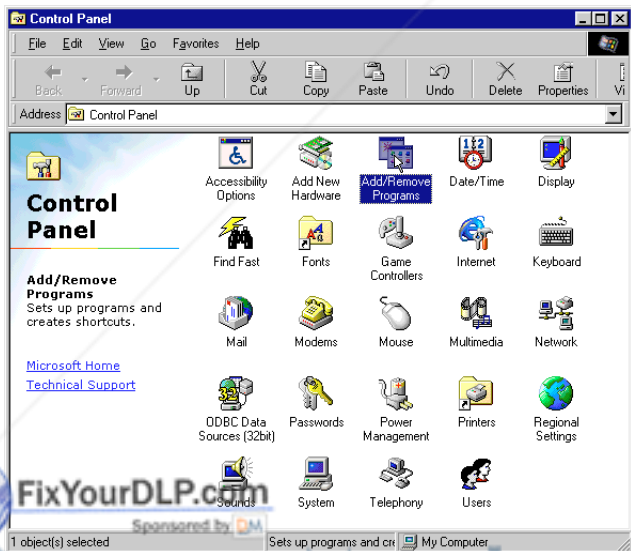 Control Panel
File Edit View Go Favorites Help
Back Forward Up Cut Copy Paste Undo Delete Properties Vi
Address Control Panel
Control
Panel
Add/Remove
Programs
Sets up programs and
creates shortcuts.
Microsoft Home
Technical Support
Accessibility
Options
Add New
Hardware
Add/Remove
Programs
Date/Time
Display
Find Fast
Fonts
Game
Controllers
Internet
Keyboard
Mail
Modems
Mouse
Multimedia
Network
ODBC Data
Sources (32bit)
Passwords
Power
Management
Printers
Regional
Settings
Sounds
System
Telephony
Users
FixYourDLP.com
Sponsored by DM
1 object(s) selected
Sets up programs and cre
My Computer